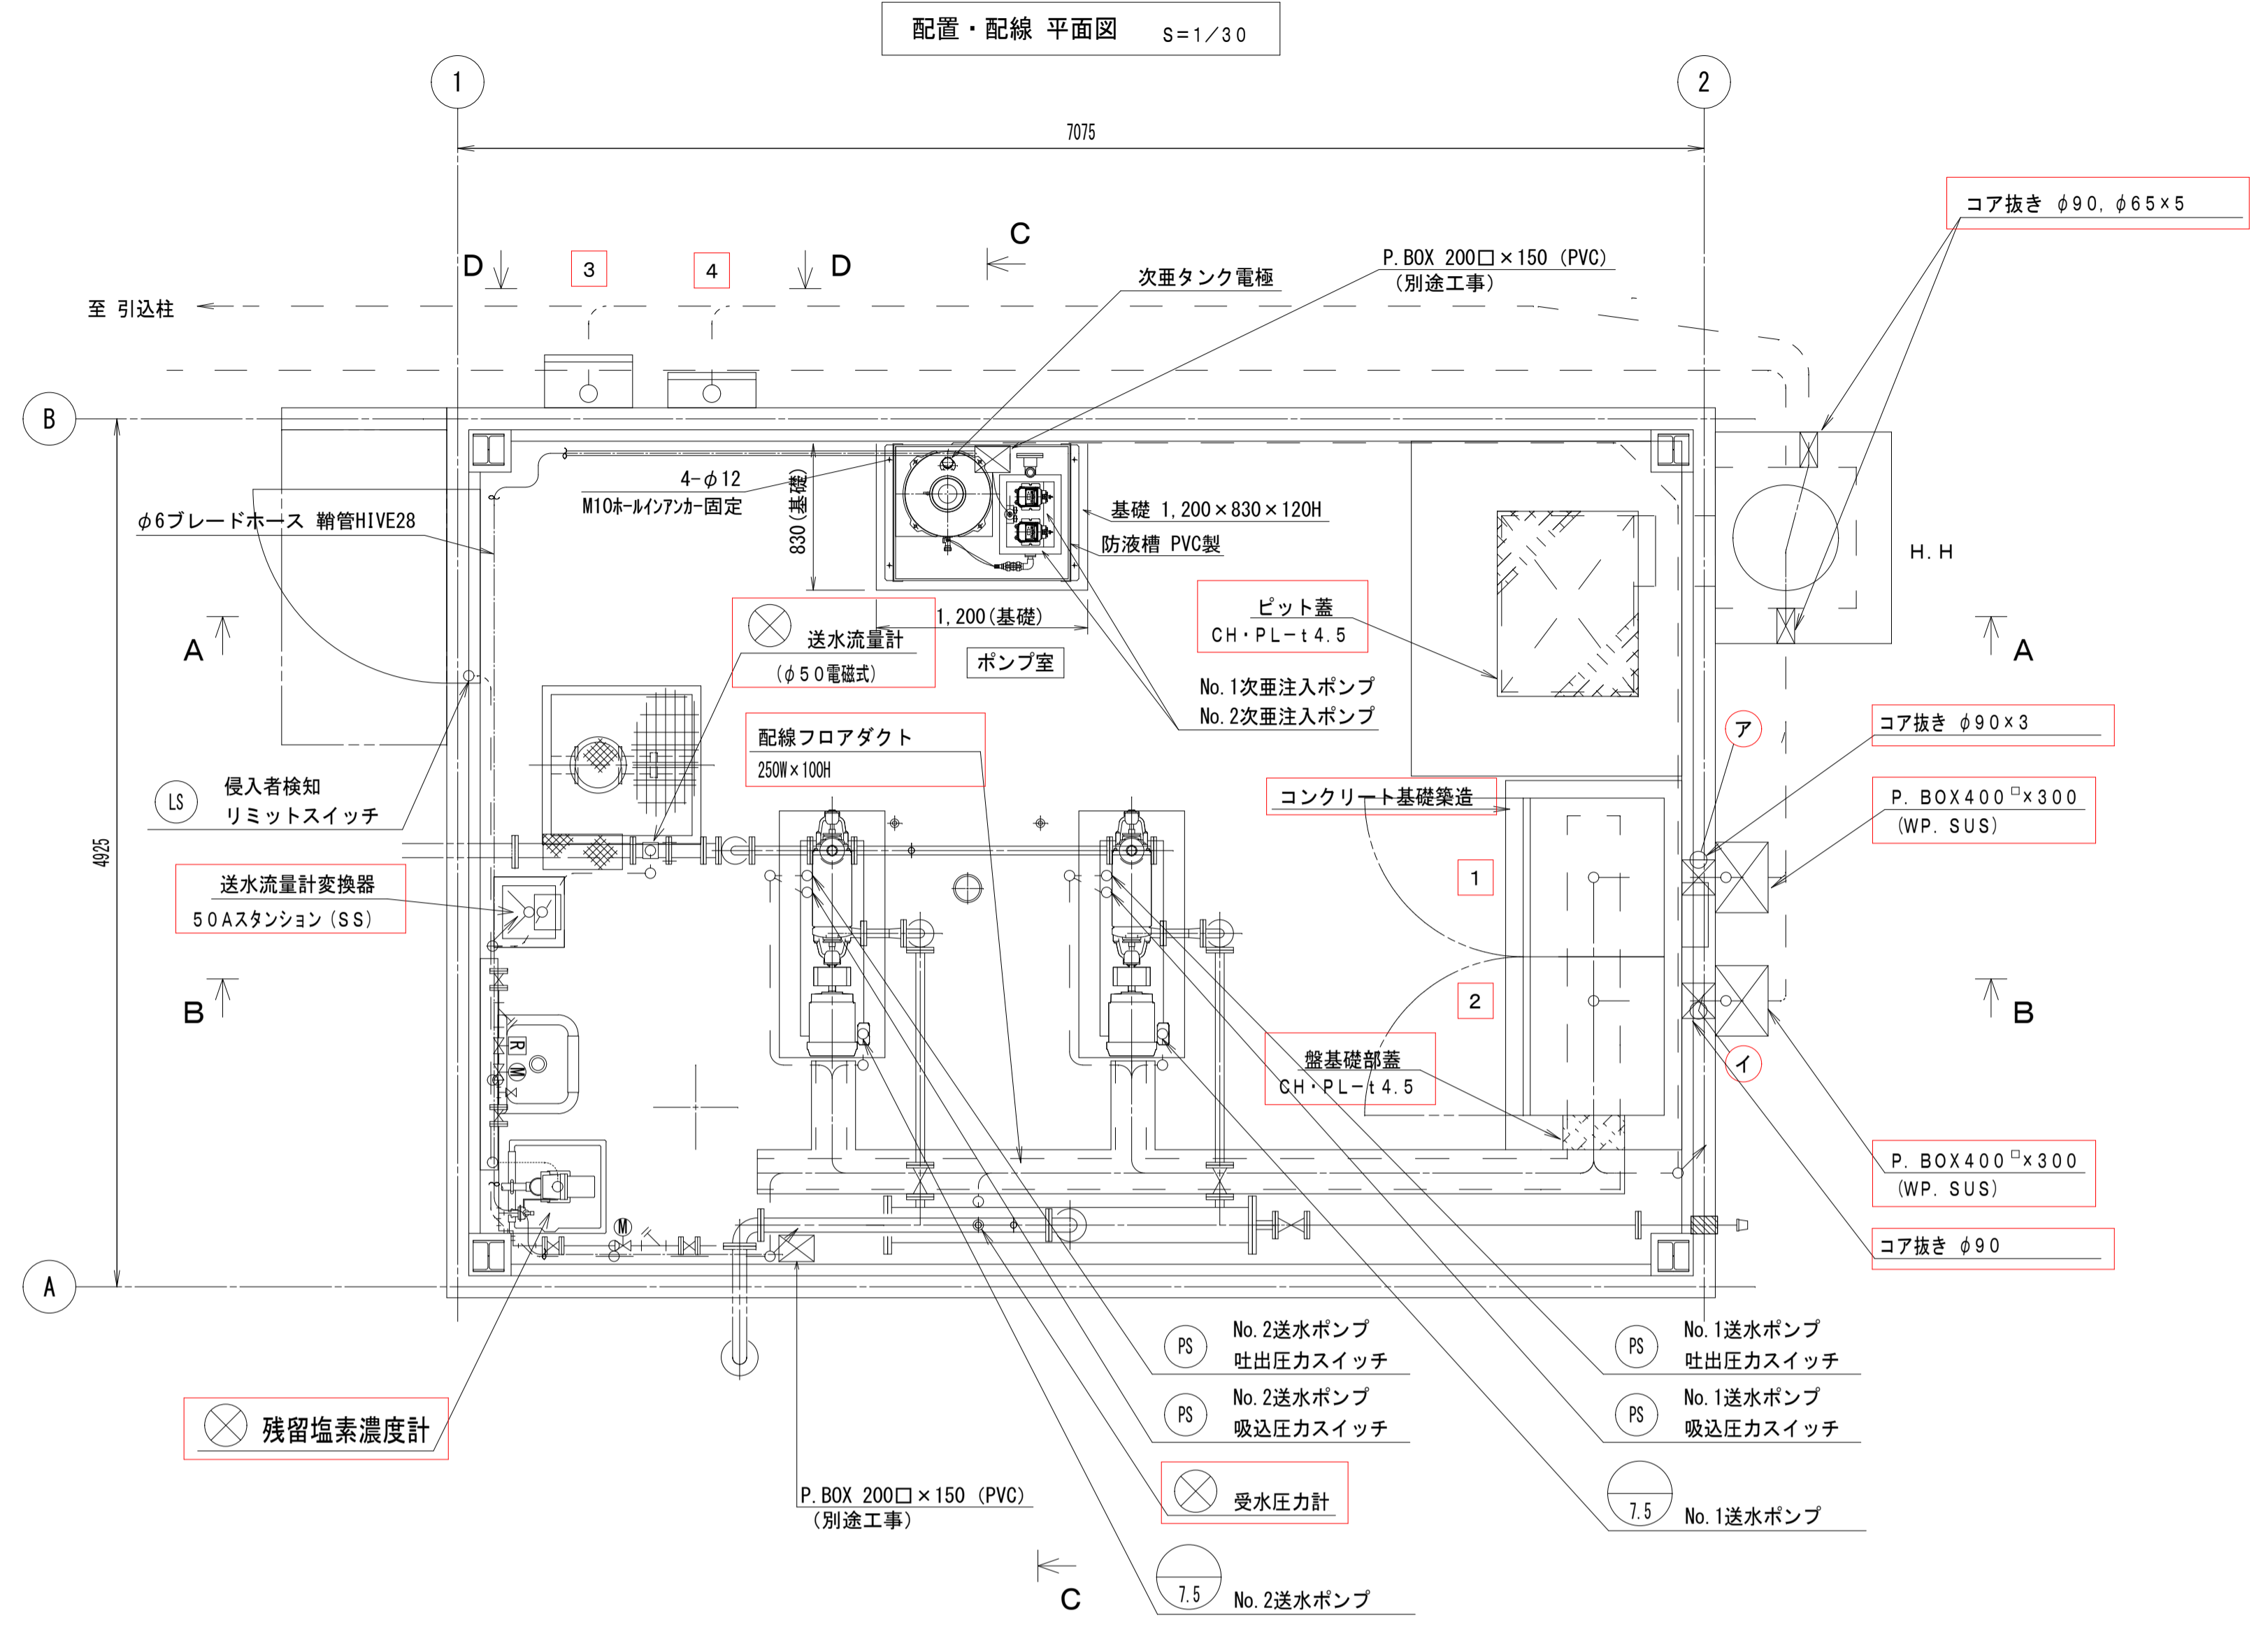 配置・配線 平面図 S=1/30
1
2
7075
コア抜き φ90, φ65×5
C
D
3
4
D
P.BOX 200□×150 (PVC)
(別途工事)
次亜タンク電極
至 引込柱
B
4-φ12
M10ホールインアンカー固定
830(基礎)
基礎 1,200×830×120H
防液槽 PVC製
φ6ブレードホース 鞘管HIVE28
H.H
ピット蓋
CH・PL-t4.5
1,200(基礎)
送水流量計
(φ50電磁式)
ポンプ室
A
A
No.1次亜注入ポンプ
No.2次亜注入ポンプ
ア
コア抜き φ90×3
配線フロアダクト
250W×100H
LS
侵入者検知
リミットスイッチ
コンクリート基礎築造
P. BOX400□×300
(WP. SUS)
4925
送水流量計変換器
50Aスタンション(SS)
1
2
B
B
R
M
盤基礎部蓋
CH・PL-t4.5
イ
P. BOX400□×300
(WP. SUS)
M
コア抜き φ90
A
PS
No.2送水ポンプ
吐出圧力スイッチ
PS
No.1送水ポンプ
吐出圧力スイッチ
PS
No.2送水ポンプ
吸込圧力スイッチ
PS
No.1送水ポンプ
吸込圧力スイッチ
残留塩素濃度計
P.BOX 200□×150 (PVC)
(別途工事)
受水圧力計
7.5
No.1送水ポンプ
C
7.5
No.2送水ポンプ